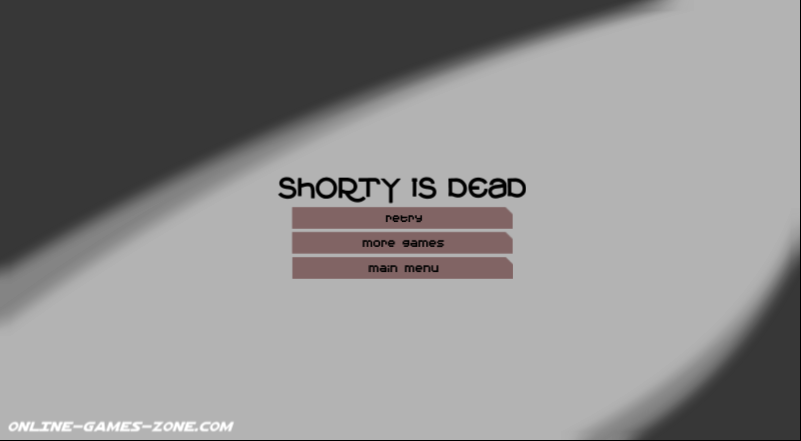 SHORTY IS DEAD
retry
more games
main menu
ONLINE-GAMES-ZONE.COM